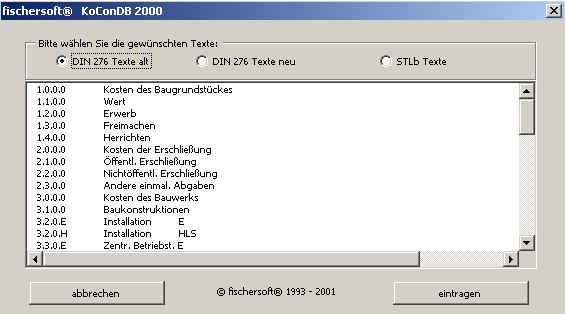 fischersoft® KoConDB 2000
Bitte wählen Sie die gewünschten Texte:
DIN 276 Texte alt DIN 276 Texte neu STLb Texte
1.0.0.0 Kosten des Baugrundstückes
1.1.0.0 Wert
1.2.0.0 Erwerb
1.3.0.0 Freimachen
1.4.0.0 Herrichten
2.0.0.0 Kosten der Erschließung
2.1.0.0 Öffentl. Erschließung
2.2.0.0 Nichtöffentl. Erschließung
2.3.0.0 Andere einmal. Abgaben
3.0.0.0 Kosten des Bauwerks
3.1.0.0 Baukonstruktionen
3.2.0.E Installation E
3.2.0.H Installation HLS
3.3.0.E Zentr. Betriebst. E
abbrechen © fischersoft® 1993 - 2001 eintragen